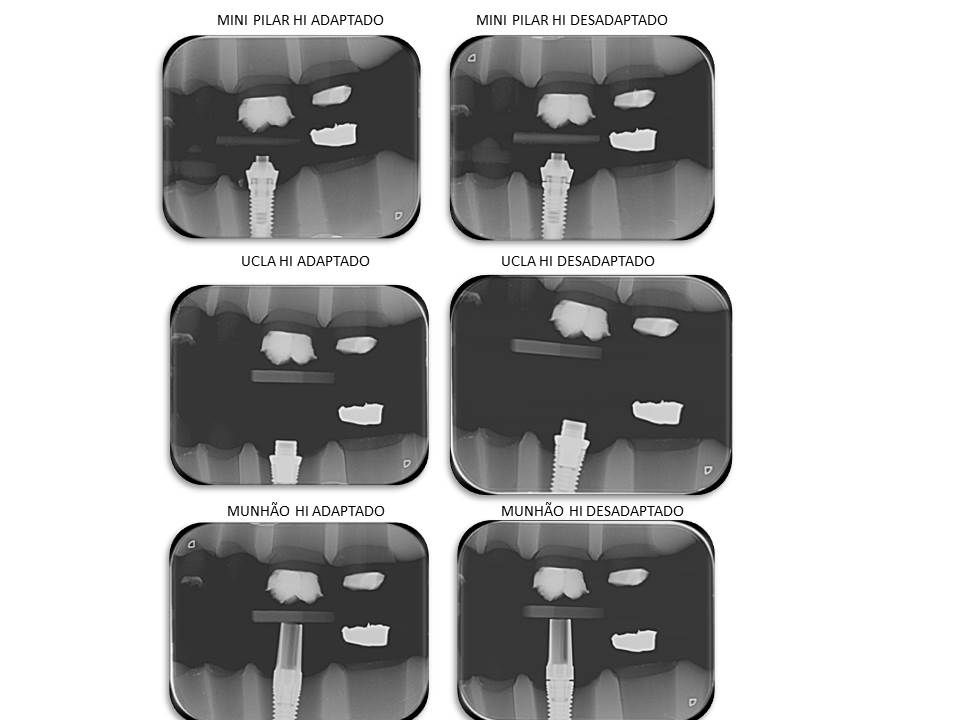 MINI PILAR HI ADAPTADO
MINI PILAR HI DESADAPTADO
UCLA HI ADAPTADO
UCLA HI DESADAPTADO
MUNHÃO HI ADAPTADO
MUNHÃO HI DESADAPTADO